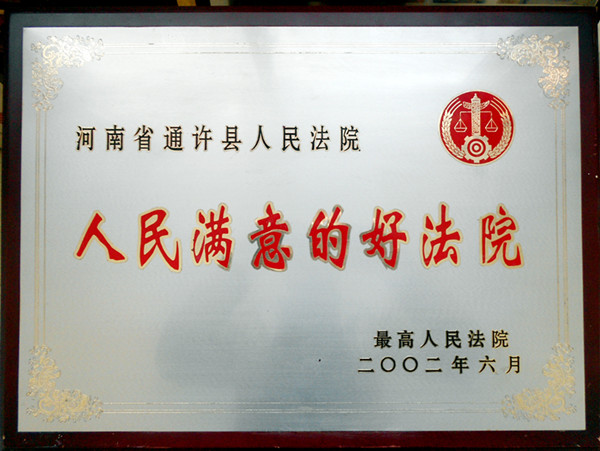 河南省通许县人民法院
人民满意的好法院
最高人民法院
二〇〇二年六月